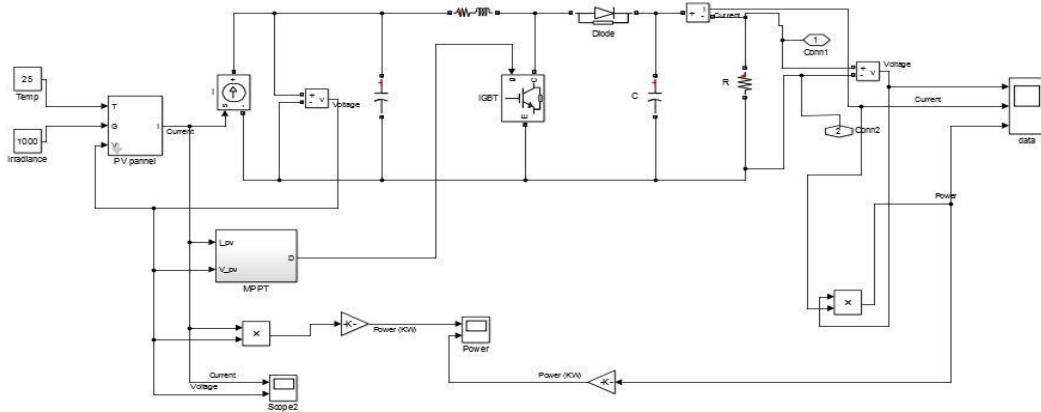 Current
Diode
Conn1
1
25
Temp
1000
Irradiance
T
G
V
I
PV pannel
Current
I
s
+
-
+
-
v
Voltage
IGBT
g
C
E
C
+
-
I
R
+
-
v
Voltage
Current
2
Conn2
data
Power
I_pv
V_pv
D
MPPT
×
-K-
Power (KW)
Power
×
Power (KW)
-K-
Current
Voltage
Scope2